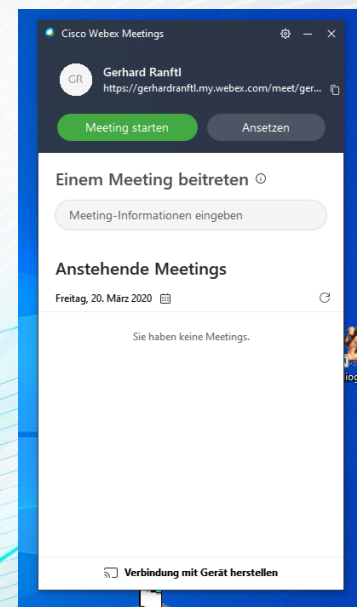 Cisco Webex Meetings
GR
Gerhard Ranftl
https://gerhardranftl.my.webex.com/meet/ger...
Meeting starten
Ansetzen
Einem Meeting beitreten
Meeting-Informationen eingeben
Anstehende Meetings
Freitag, 20. März 2020
Sie haben keine Meetings.
Verbindung mit Gerät herstellen